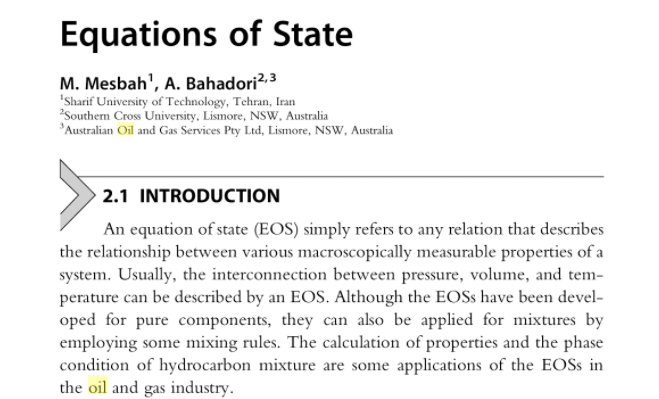 Equations of State
M. Mesbah1, A. Bahadori2,3
1Sharif University of Technology, Tehran, Iran
2Southern Cross University, Lismore, NSW, Australia
3Australian Oil and Gas Services Pty Ltd, Lismore, NSW, Australia
2.1 INTRODUCTION
An equation of state (EOS) simply refers to any relation that describes
the relationship between various macroscopically measurable properties of a
system. Usually, the interconnection between pressure, volume, and tem-
perature can be described by an EOS. Although the EOSs have been devel-
oped for pure components, they can also be applied for mixtures by
employing some mixing rules. The calculation of properties and the phase
condition of hydrocarbon mixture are some applications of the EOSs in
the oil and gas industry.